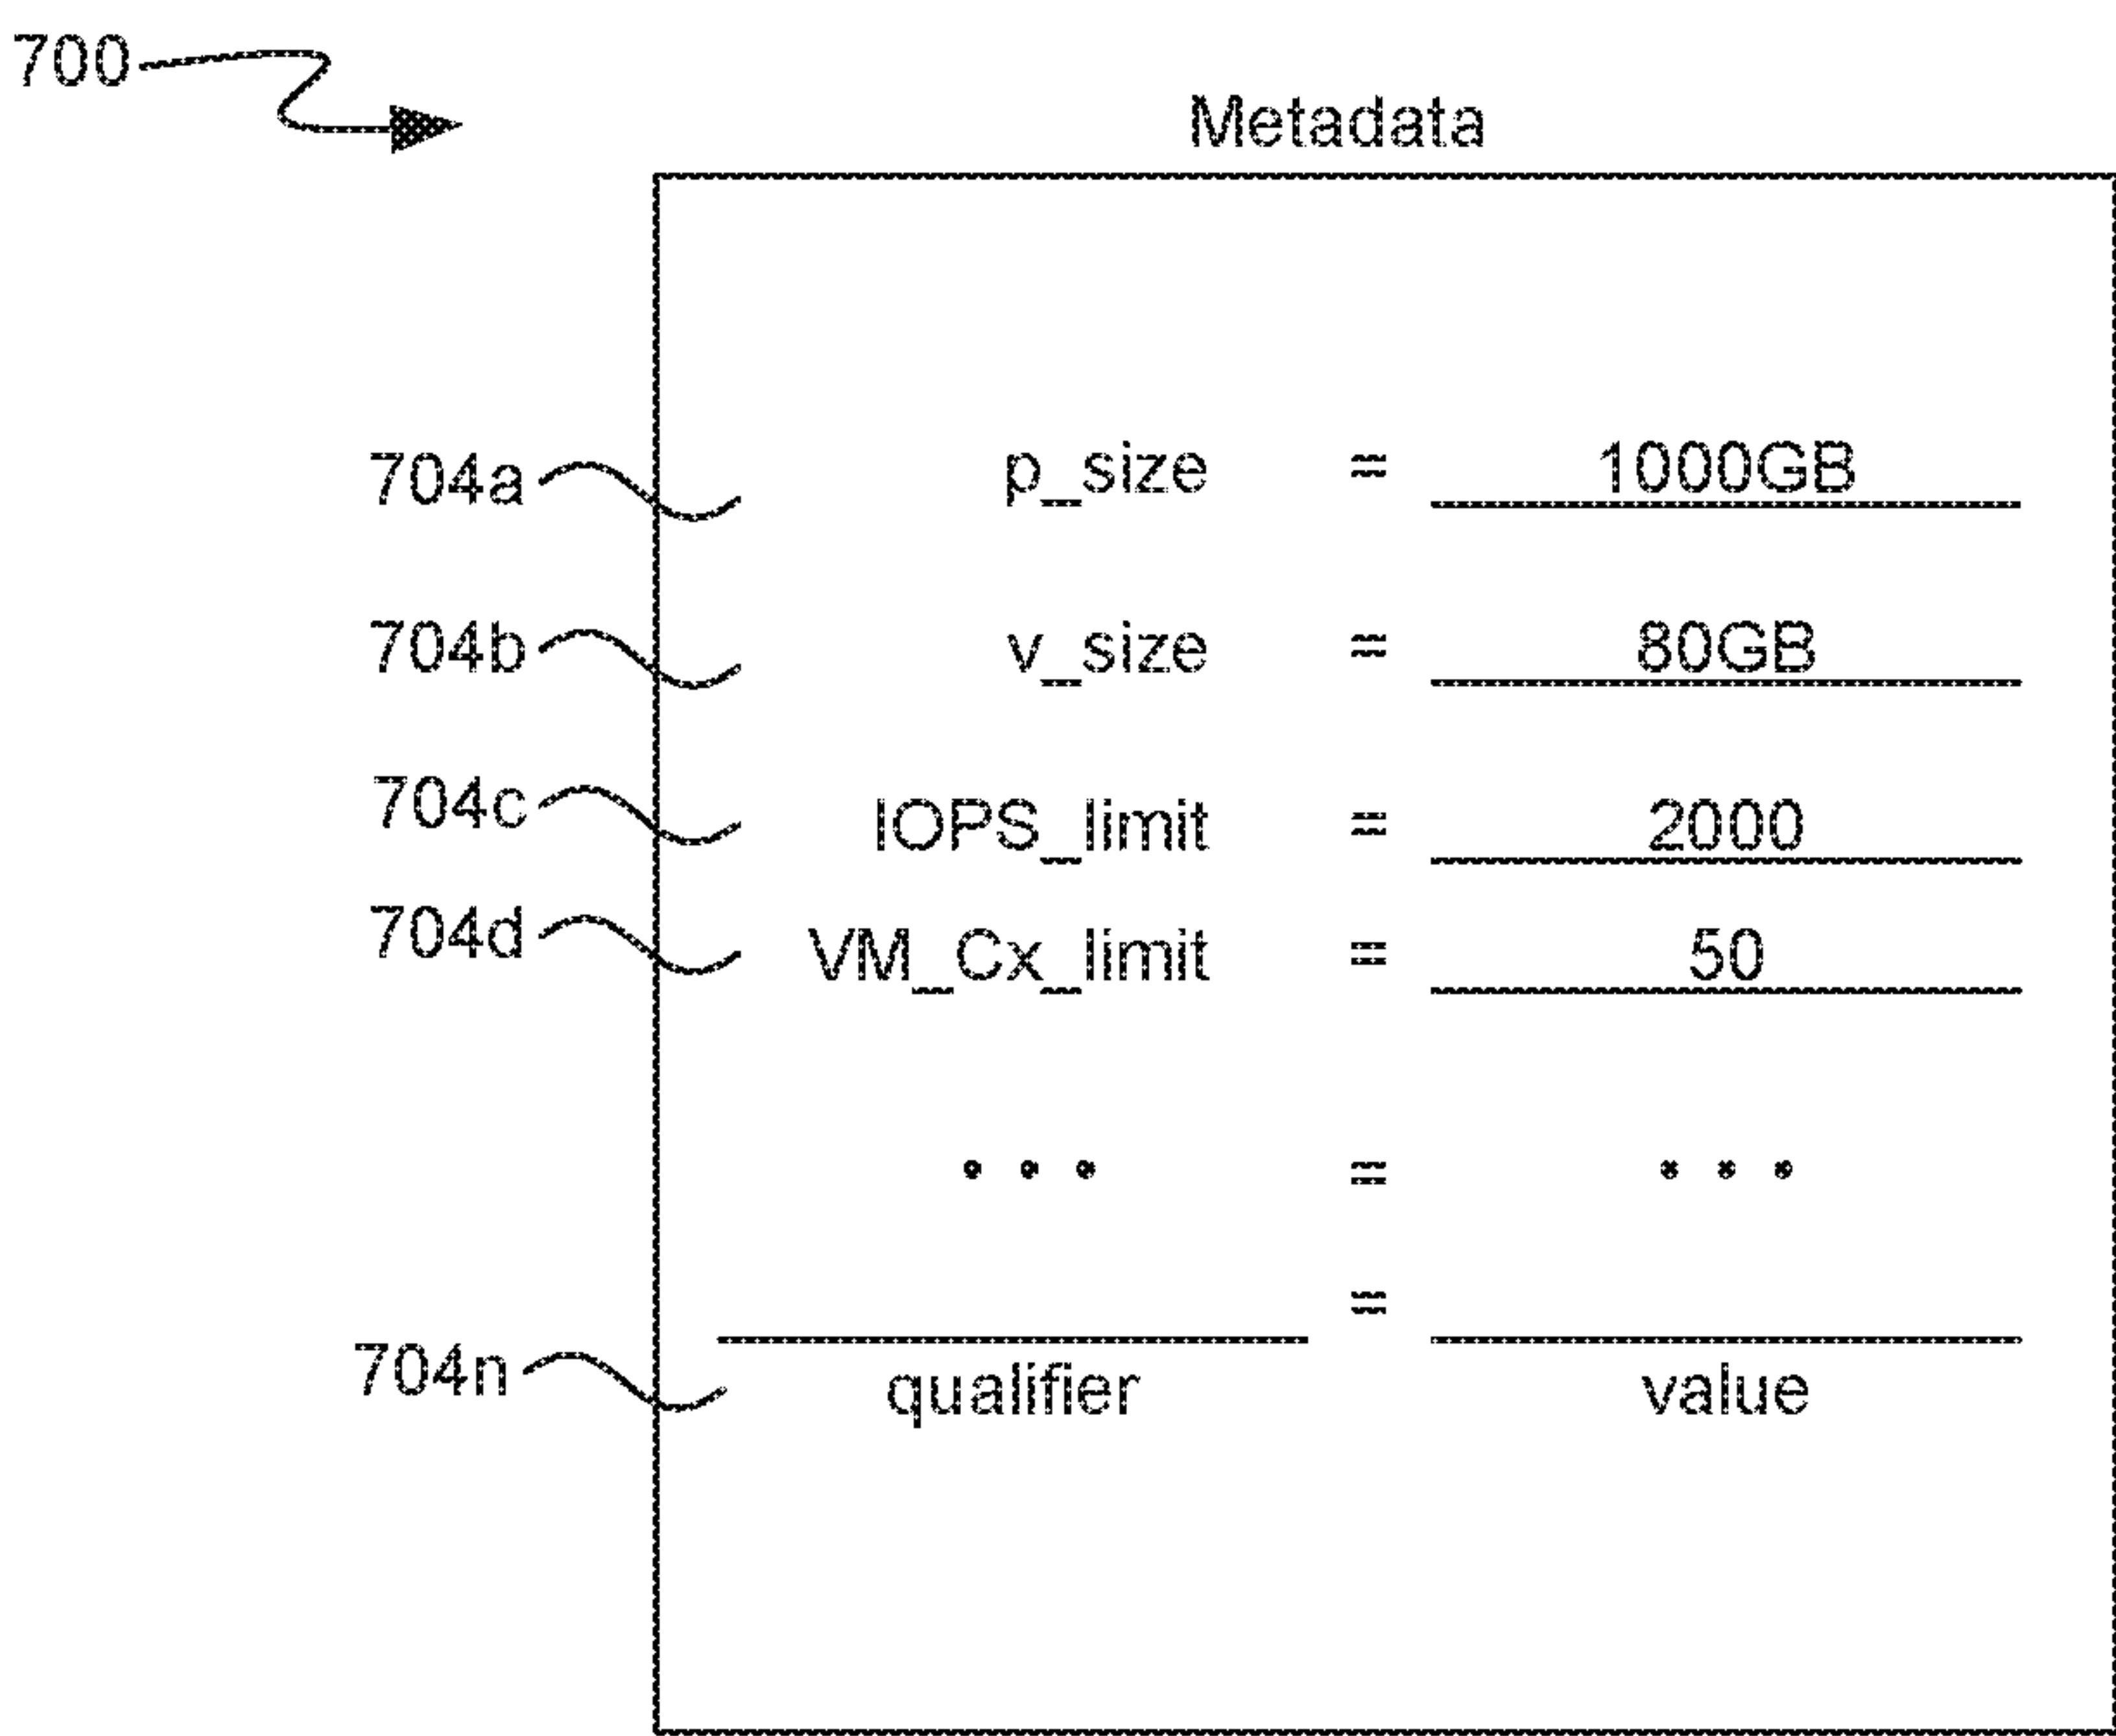 700
Metadata
704a p_size = 1000GB
704b v_size = 80GB
704c IOPS_limit = 2000
704d VM_Cx_limit = 50
• • • = • • •
=
704n qualifier value